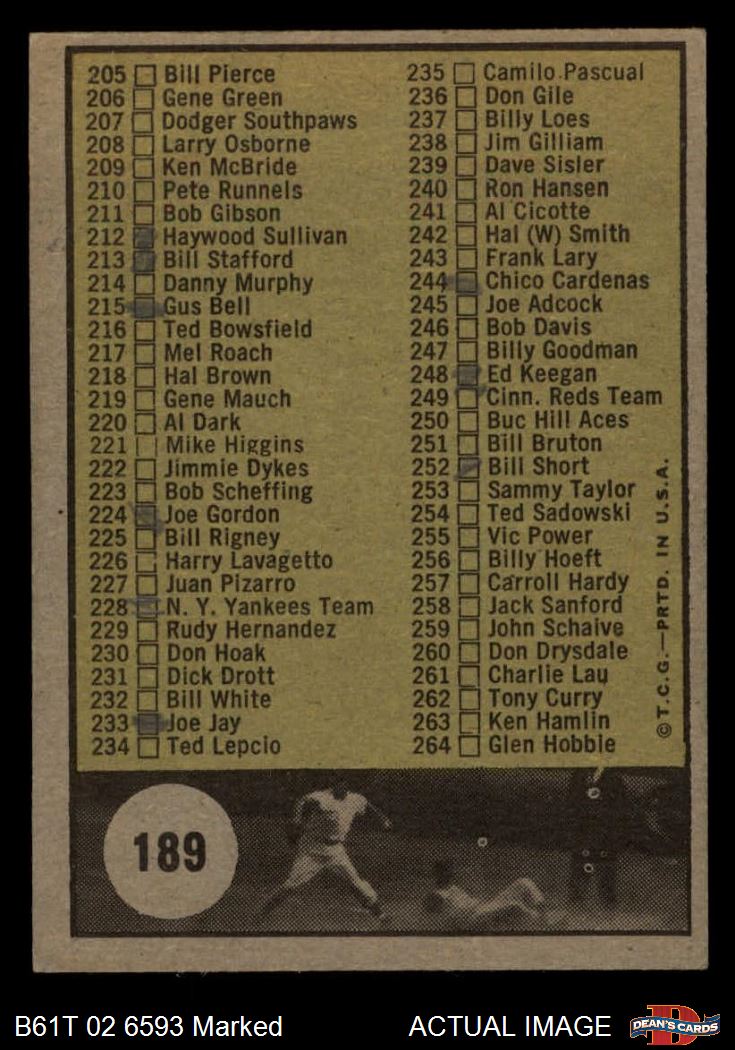 205 Bill Pierce
206 Gene Green
207 Dodger Southpaws
208 Larry Osborne
209 Ken McBride
210 Pete Runnels
211 Bob Gibson
212 Haywood Sullivan
213 Bill Stafford
214 Danny Murphy
215 Gus Bell
216 Ted Bowsfield
217 Mel Roach
218 Hal Brown
219 Gene Mauch
220 Al Dark
221 Mike Higgins
222 Jimmie Dykes
223 Bob Scheffing
224 Joe Gordon
225 Bill Rigney
226 Harry Lavagetto
227 Juan Pizarro
228 N. Y. Yankees Team
229 Rudy Hernandez
230 Don Hoak
231 Dick Drott
232 Bill White
233 Joe Jay
234 Ted Lepcio
235 Camilo Pascual
236 Don Gile
237 Billy Loes
238 Jim Gilliam
239 Dave Sisler
240 Ron Hansen
241 Al Cicotte
242 Hal (W) Smith
243 Frank Lary
244 Chico Cardenas
245 Joe Adcock
246 Bob Davis
247 Billy Goodman
248 Ed Keegan
249 Cinn. Reds Team
250 Buc Hill Aces
251 Bill Bruton
252 Bill Short
253 Sammy Taylor
254 Ted Sadowski
255 Vic Power
256 Billy Hoeft
257 Carroll Hardy
258 Jack Sanford
259 John Schaive
260 Don Drysdale
261 Charlie Lau
262 Tony Curry
263 Ken Hamlin
264 Glen Hobbie
© T.C.G.—PRTD. IN U.S.A.
189
B61T 02 6593 Marked
ACTUAL IMAGE
D
DEAN'S CARDS